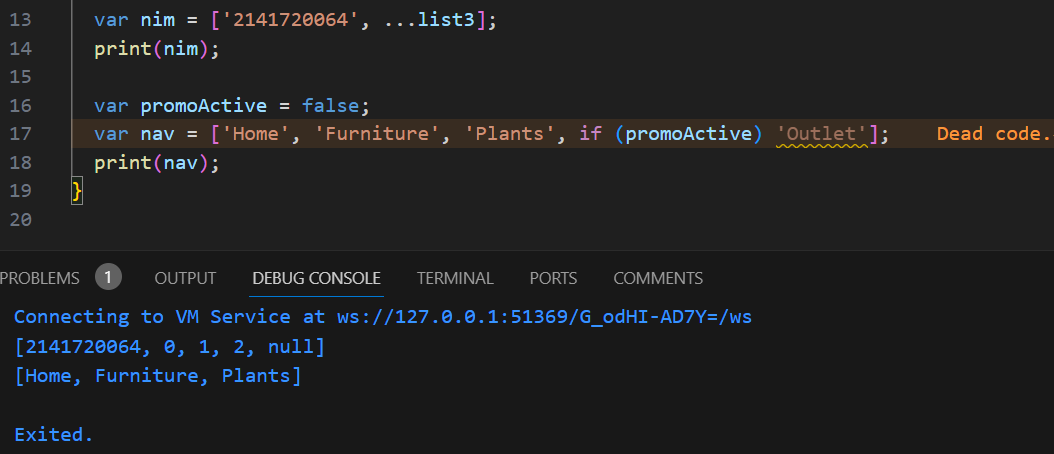 13 var nim = ['2141720064', ...list3];
14 print(nim);
15
16 var promoActive = false;
17 var nav = ['Home', 'Furniture', 'Plants', if (promoActive) 'Outlet']; Dead code.
18 print(nav);
19 }
20
PROBLEMS 1 OUTPUT DEBUG CONSOLE TERMINAL PORTS COMMENTS
Connecting to VM Service at ws://127.0.0.1:51369/G_odHI-AD7Y=/ws
[2141720064, 0, 1, 2, null]
[Home, Furniture, Plants]
Exited.